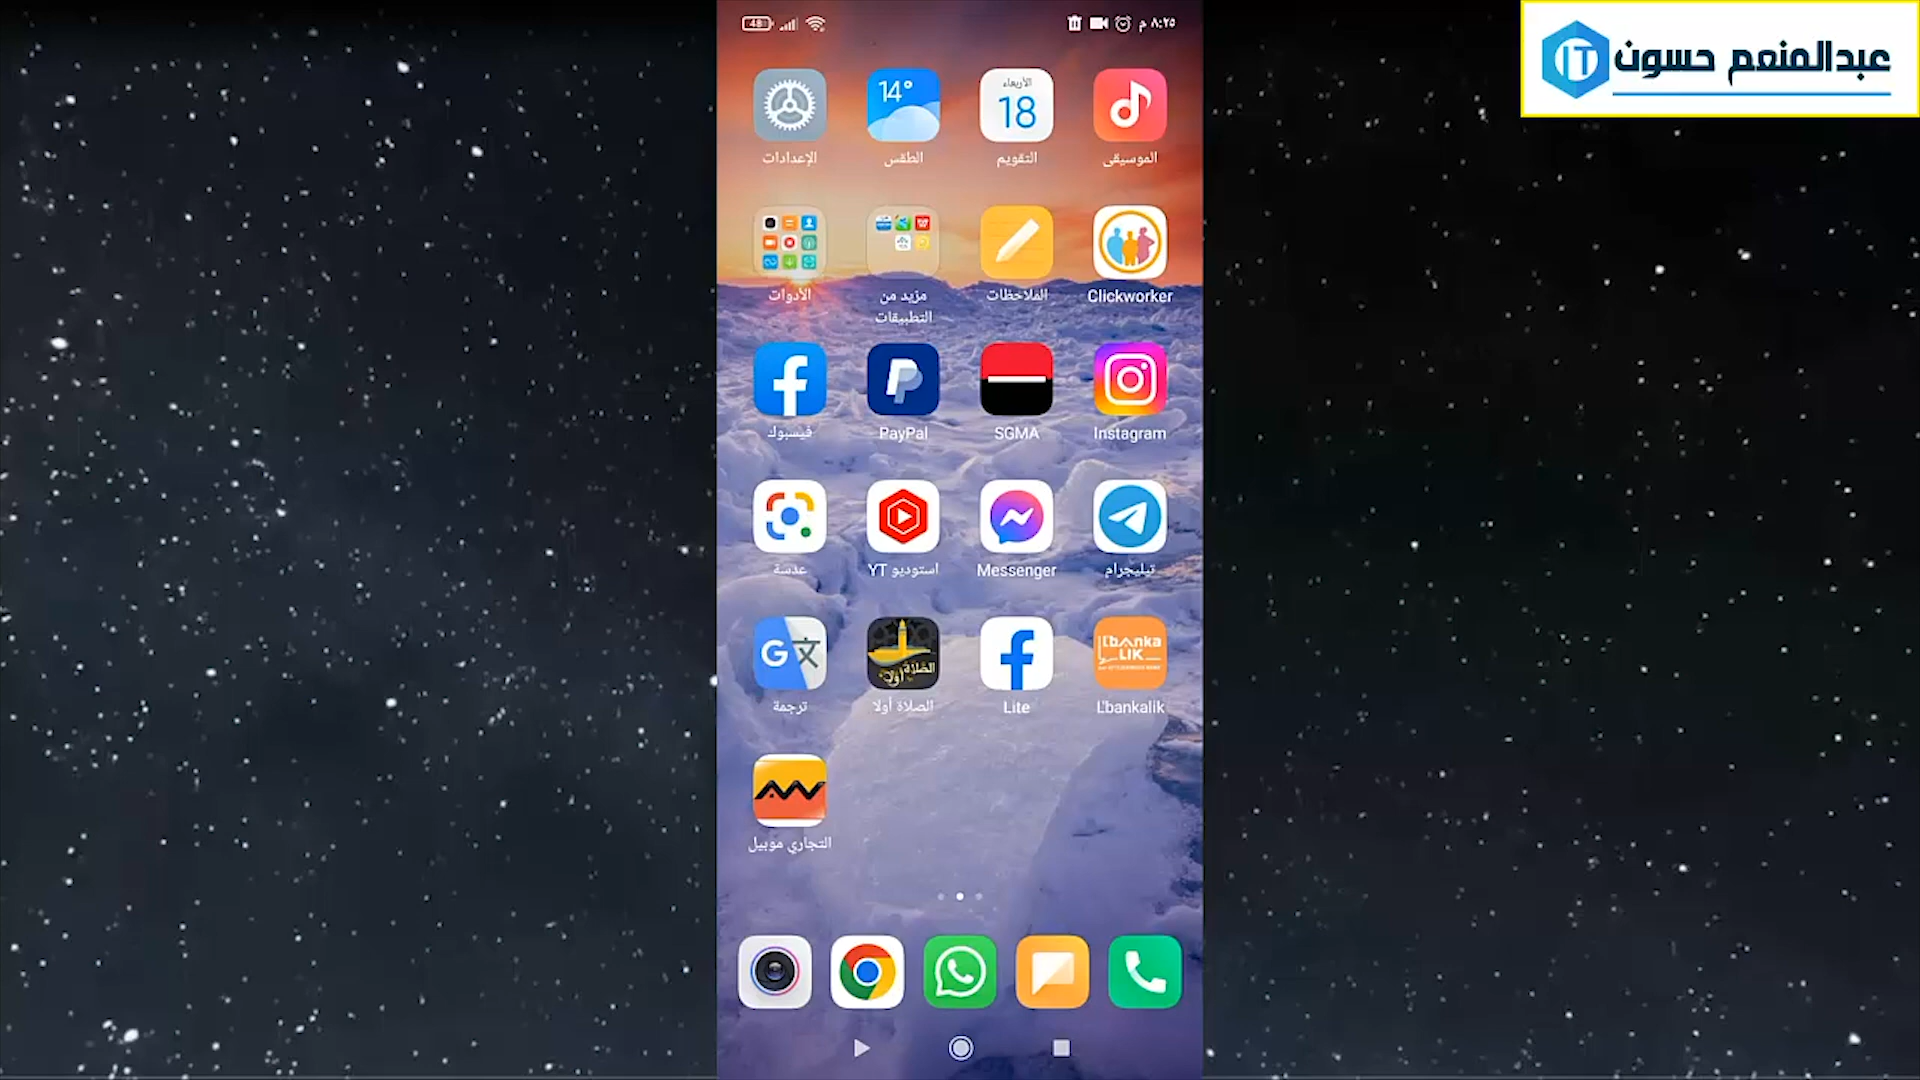 عبدالمنعم حسون
IT
٨:٢٥ م
48
الموسيقى
الأربعاء
18
التقويم
14°
الطقس
الإعدادات
Clickworker
الملاحظات
مزيد من
التطبيقات
الأدوات
Instagram
SGMA
PayPal
فيسبوك
تيليجرام
Messenger
استوديو YT
عدسة
L'bankalik
Lite
الصلاة أولا
ترجمة
التجاري موبيل